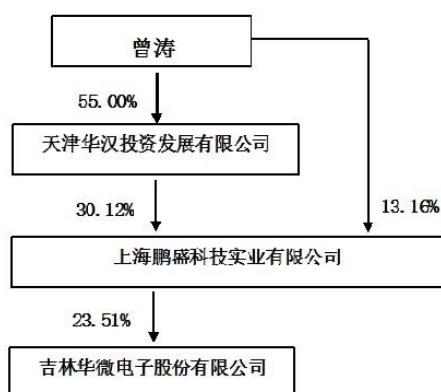 曾涛
55.00%
天津华汉投资发展有限公司
30.12%
13.16%
上海鹏盛科技实业有限公司
23.51%
吉林华微电子股份有限公司